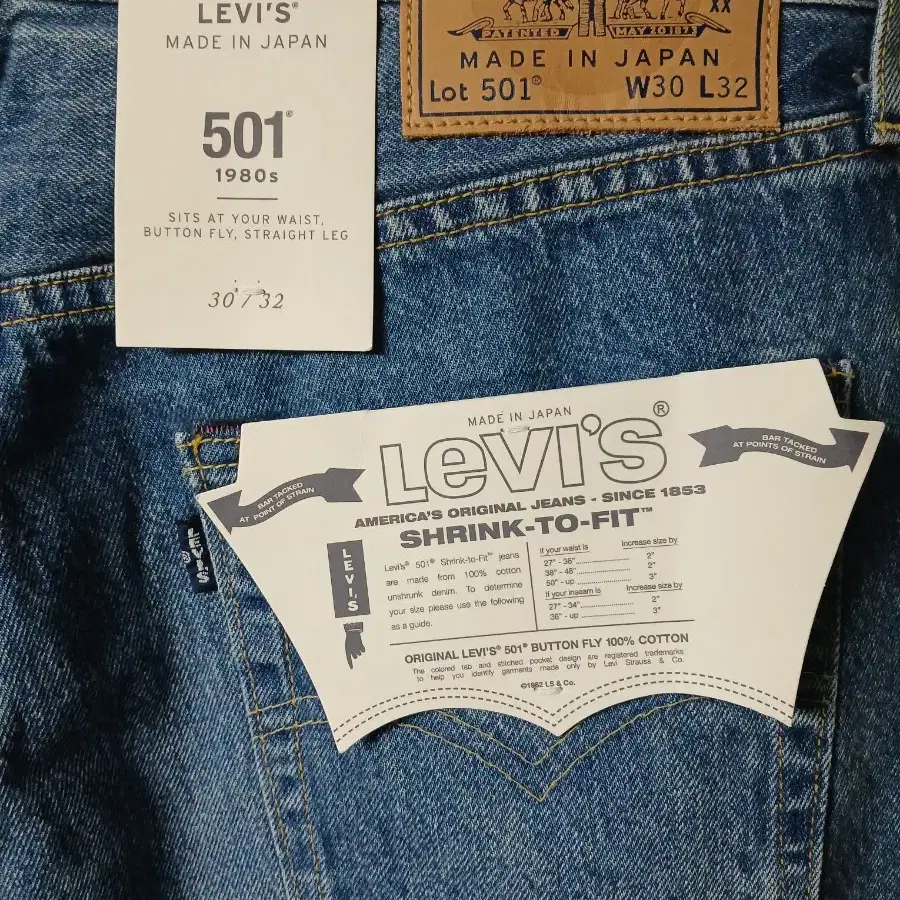 LEVI'S®
MADE IN JAPAN
501®
1980s
SITS AT YOUR WAIST,
BUTTON FLY, STRAIGHT LEG
30 / 32
XX
PATENTED MAY 20 1873
MADE IN JAPAN
Lot 501® W30 L32
MADE IN JAPAN
Levi's®
AMERICA'S ORIGINAL JEANS - SINCE 1853
SHRINK-TO-FIT™
BAR TACKED
AT POINT OF STRAIN
BAR TACKED
AT POINTS OF STRAIN
LEVI'S
Levi's® 501® Shrink-to-Fit™ jeans
are made from 100% cotton
unshrunk denim. To determine
your size please use the following
as a guide.
If your waist is Increase size by
27" - 36" 2"
38" - 48" 2"
50" - up 3"
If your inseam is Increase size by
27" - 34" 2"
36" - up 3"
ORIGINAL LEVI'S® 501® BUTTON FLY 100% COTTON
The colored tab and stitched pocket design are registered trademarks
to help you identify garments made only by Levi Strauss & Co.
©1982 LS & Co.
LEVI'S
®